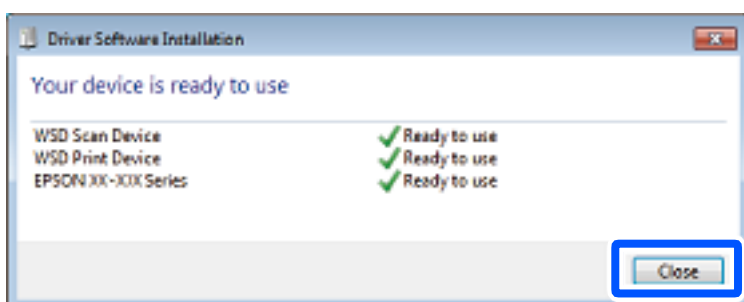 Driver Software Installation
Your device is ready to use
WSD Scan Device Ready to use
WSD Print Device Ready to use
EPSON XX-XXX Series Ready to use
Close